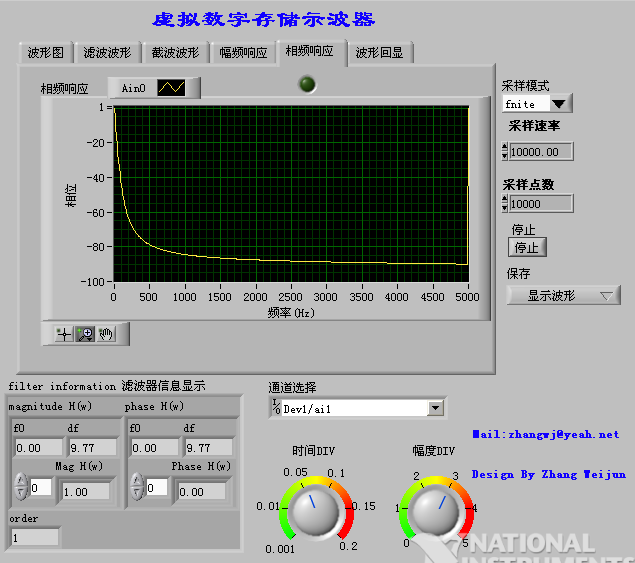 虚拟数字存储示波器
波形图 滤波波形 截波波形 幅频响应 相频响应 波形回显
相频响应 Ain0
相位
1
-20
-40
-60
-80
-100
0 500 1000 1500 2000 2500 3000 3500 4000 4500 5000
频率(Hz)
采样模式
fnite
采样速率
10000.00
采样点数
10000
停止
停止
保存
显示波形
filter information 滤波器信息显示
magnitude H(w) phase H(w)
f0 df f0 df
0.00 9.77 0.00 9.77
Mag H(w) Phase H(w)
0 1.00 0 0.00
order
1
通道选择
Dev1/ai1
时间DIV
0.001 0.01 0.05 0.1 0.15 0.2
幅度DIV
0 1 2 3 4 5
Mail:zhangwj@yeah.net
Design By Zhang Weijun
NATIONAL
INSTRUMENTS